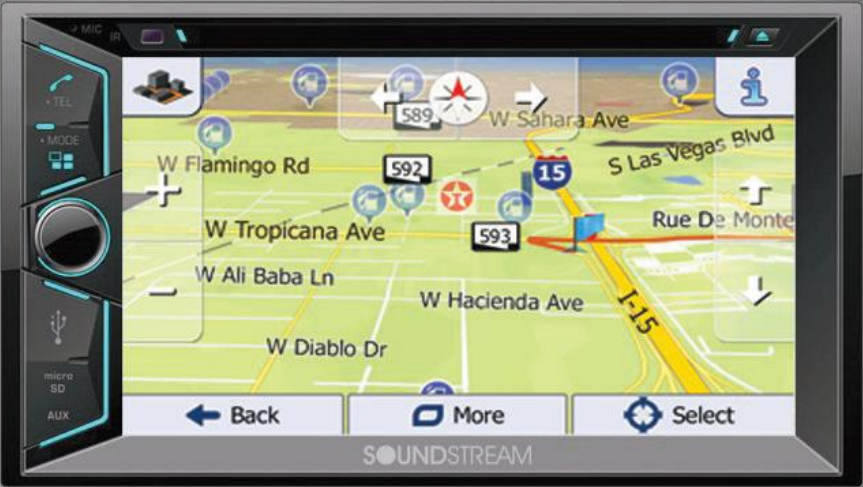 MIC
IR
TEL
MODE
micro
SD
AUX
589
W Sahara Ave
S Las Vegas Blvd
W Flamingo Rd
592
15
W Tropicana Ave
593
Rue De Monte
W Ali Baba Ln
W Hacienda Ave
I-15
W Diablo Dr
Back
More
Select
SOUNDSTREAM